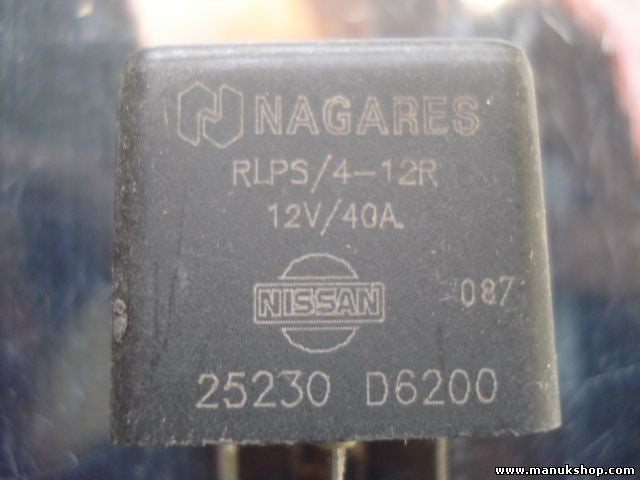 NAGARES
RLPS/4-12R
12V/40A.
NISSAN
087
25230 D6200
www.manukshop.com